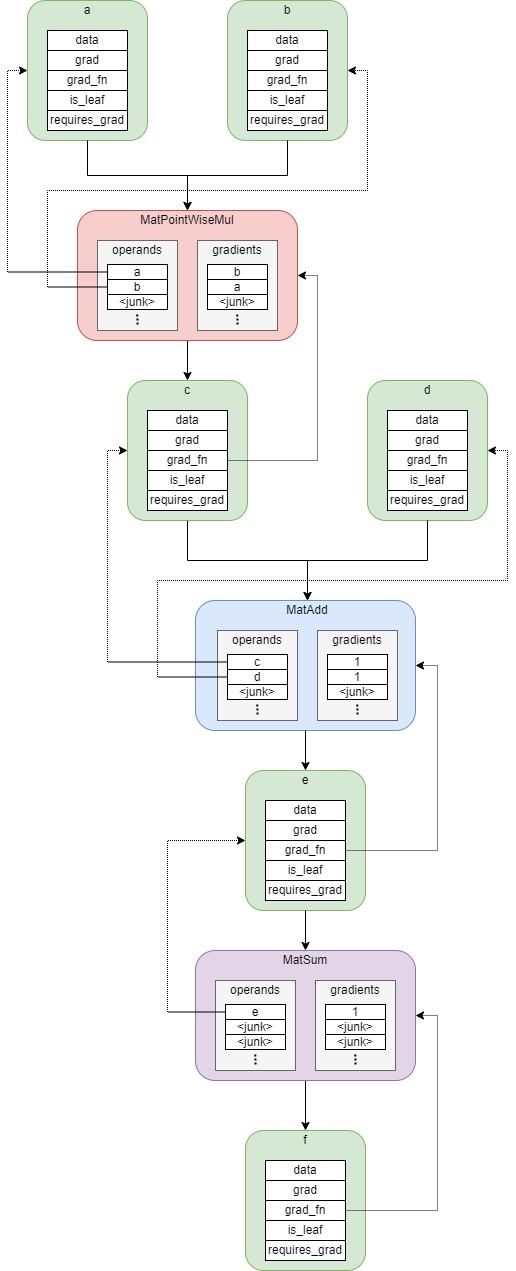 a
data
grad
grad_fn
is_leaf
requires_grad
b
data
grad
grad_fn
is_leaf
requires_grad
MatPointWiseMul
operands
a
b
<junk>
gradients
b
a
<junk>
c
data
grad
grad_fn
is_leaf
requires_grad
d
data
grad
grad_fn
is_leaf
requires_grad
MatAdd
operands
c
d
<junk>
gradients
1
1
<junk>
e
data
grad
grad_fn
is_leaf
requires_grad
MatSum
operands
e
<junk>
<junk>
gradients
1
<junk>
<junk>
f
data
grad
grad_fn
is_leaf
requires_grad